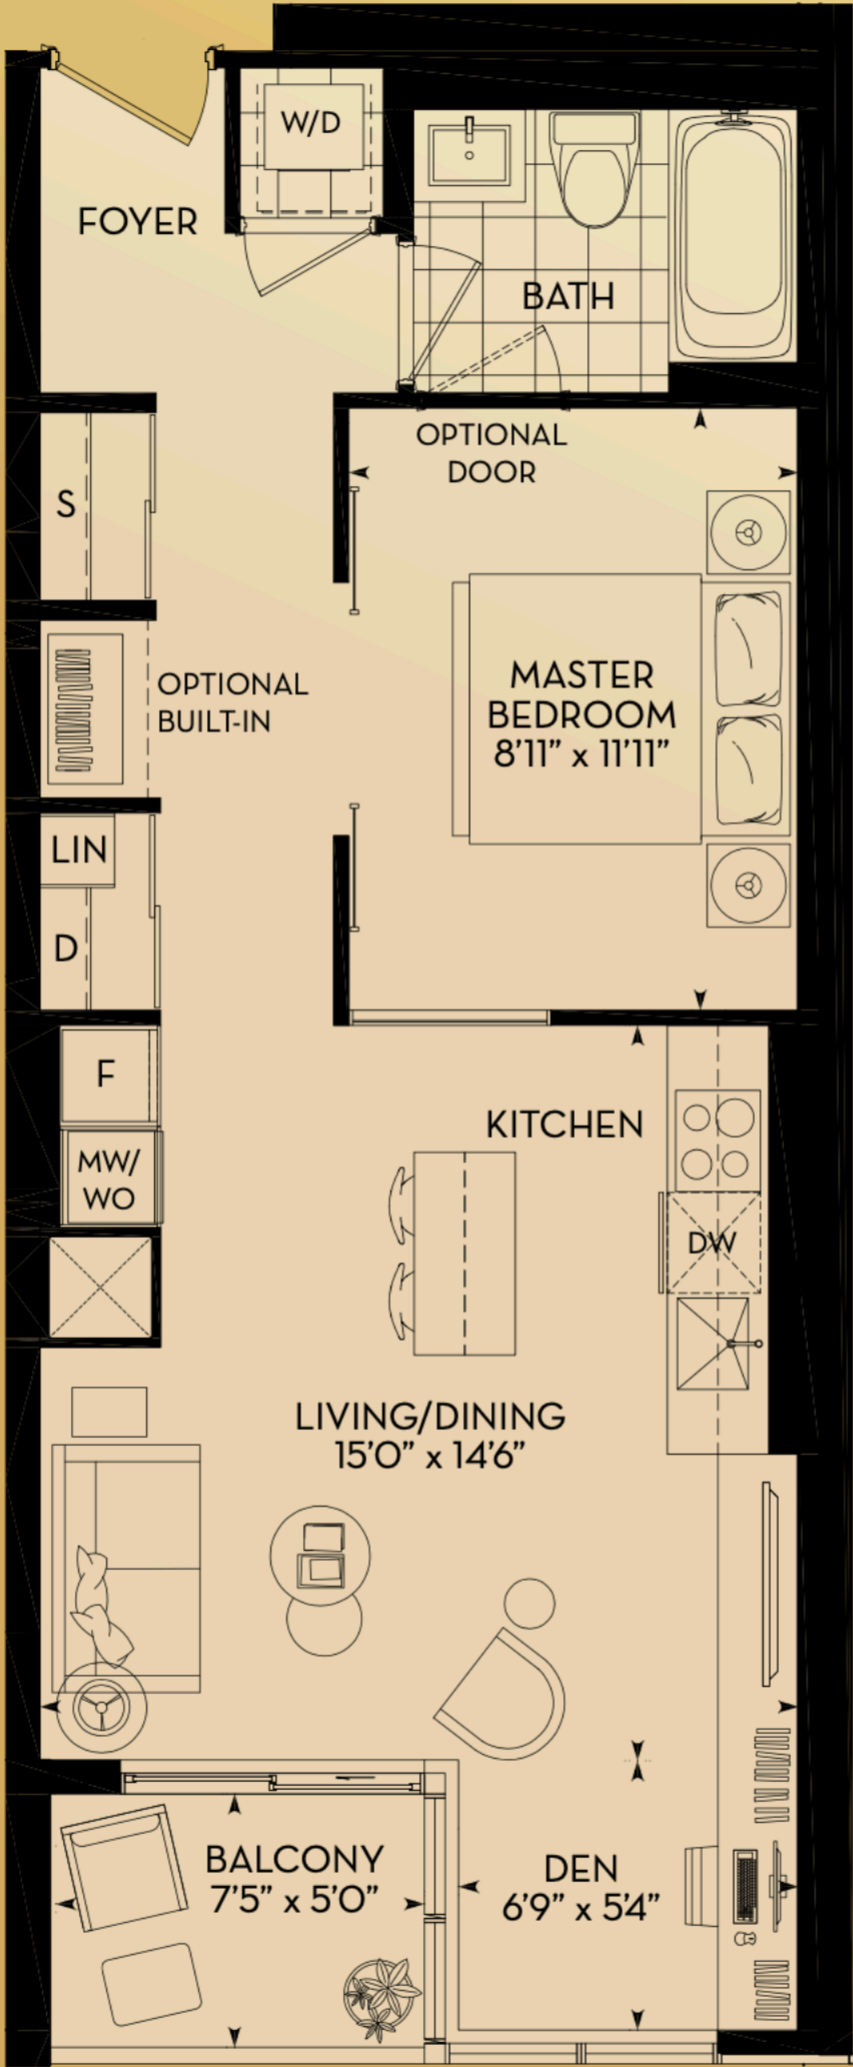 W/D
FOYER
BATH
OPTIONAL
DOOR
S
MASTER
BEDROOM
8'11" x 11'11"
OPTIONAL
BUILT-IN
LIN
D
F
KITCHEN
MW/
WO
DW
LIVING/DINING
15'0" x 14'6"
BALCONY
7'5" x 5'0"
DEN
6'9" x 5'4"